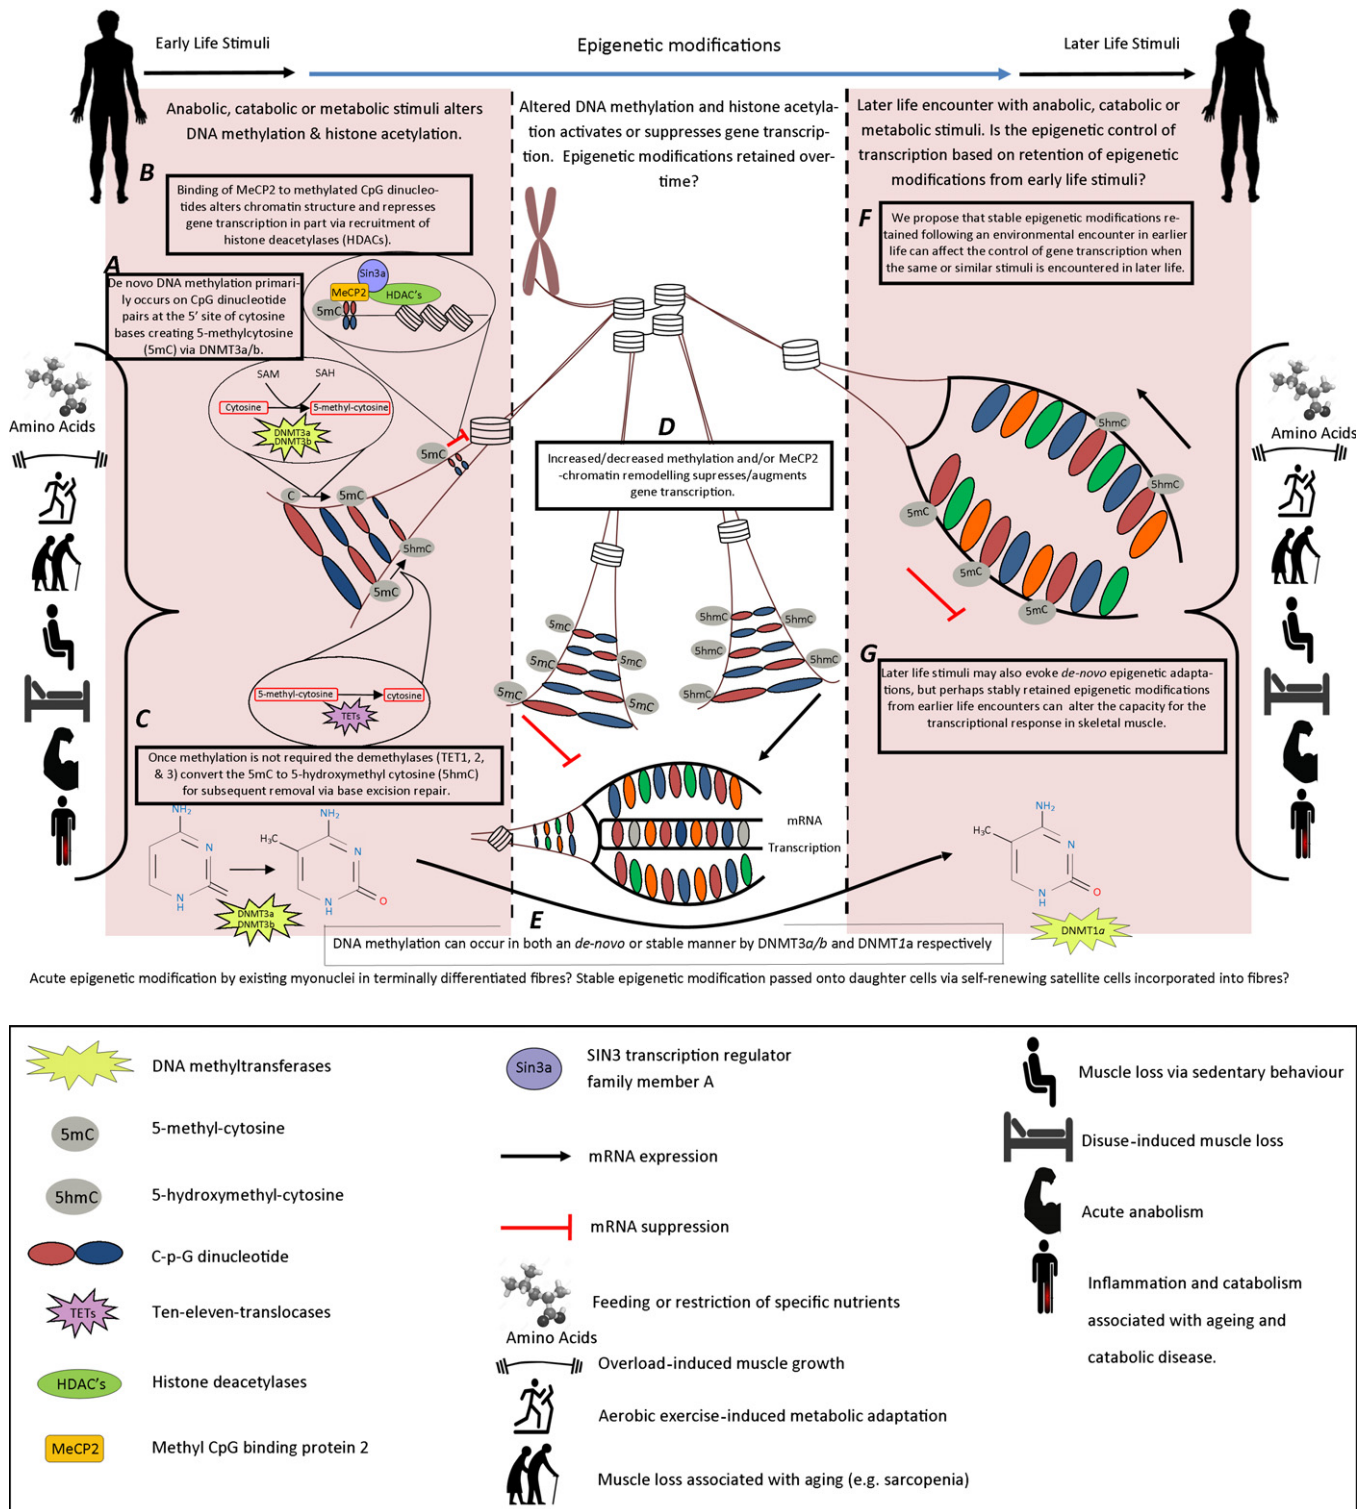 Early Life Stimuli
Epigenetic modifications
Later Life Stimuli
Anabolic, catabolic or metabolic stimuli alters
DNA methylation & histone acetylation.
Altered DNA methylation and histone acetyla-
tion activates or suppresses gene transcrip-
tion. Epigenetic modifications retained over-
time?
Later life encounter with anabolic, catabolic or
metabolic stimuli. Is the epigenetic control of
transcription based on retention of epigenetic
modifications from early life stimuli?
B
Binding of MeCP2 to methylated CpG dinucleo-
tides alters chromatin structure and represses
gene transcription in part via recruitment of
histone deacetylases (HDACs).
F
We propose that stable epigenetic modifications re-
tained following an environmental encounter in earlier
life can affect the control of gene transcription when
the same or similar stimuli is encountered in later life.
A
De novo DNA methylation primari-
ly occurs on CpG dinucleotide
pairs at the 5' site of cytosine
bases creating 5-methylcytosine
(5mC) via DNMT3a/b.
Sin3a
MeCP2
HDAC's
5mC
SAM
SAH
Cytosine
5-methyl-cytosine
DNMT3a
DNMT3b
Amino Acids
Amino Acids
5mC
C
5mC
5hmC
5mC
D
Increased/decreased methylation and/or MeCP2
-chromatin remodelling supresses/augments
gene transcription.
5hmC
5hmC
5mC
5mC
5mC
5mC
5mC
5mC
5mC
5mC
5hmC
5hmC
5hmC
5hmC
5hmC
5-methyl-cytosine
cytosine
TETs
C
Once methylation is not required the demethylases (TET1, 2,
& 3) convert the 5mC to 5-hydroxymethyl cytosine (5hmC)
for subsequent removal via base excision repair.
G
Later life stimuli may also evoke de-novo epigenetic adapta-
tions, but perhaps stably retained epigenetic modifications
from earlier life encounters can alter the capacity for the
transcriptional response in skeletal muscle.
NH2
N
N
H
DNMT3a
DNMT3b
NH2
H3C
N
N
H
O
mRNA
Transcription
NH2
H3C
N
N
H
O
DNMT1a
E
DNA methylation can occur in both an de-novo or stable manner by DNMT3a/b and DNMT1a respectively
Acute epigenetic modification by existing myonuclei in terminally differentiated fibres? Stable epigenetic modification passed onto daughter cells via self-renewing satellite cells incorporated into fibres?
DNA methyltransferases
5mC
5-methyl-cytosine
5hmC
5-hydroxymethyl-cytosine
C-p-G dinucleotide
TETs
Ten-eleven-translocases
HDAC's
Histone deacetylases
MeCP2
Methyl CpG binding protein 2
Sin3a
SIN3 transcription regulator
family member A
mRNA expression
mRNA suppression
Feeding or restriction of specific nutrients
Amino Acids
Overload-induced muscle growth
Aerobic exercise-induced metabolic adaptation
Muscle loss associated with aging (e.g. sarcopenia)
Muscle loss via sedentary behaviour
Disuse-induced muscle loss
Acute anabolism
Inflammation and catabolism
associated with ageing and
catabolic disease.